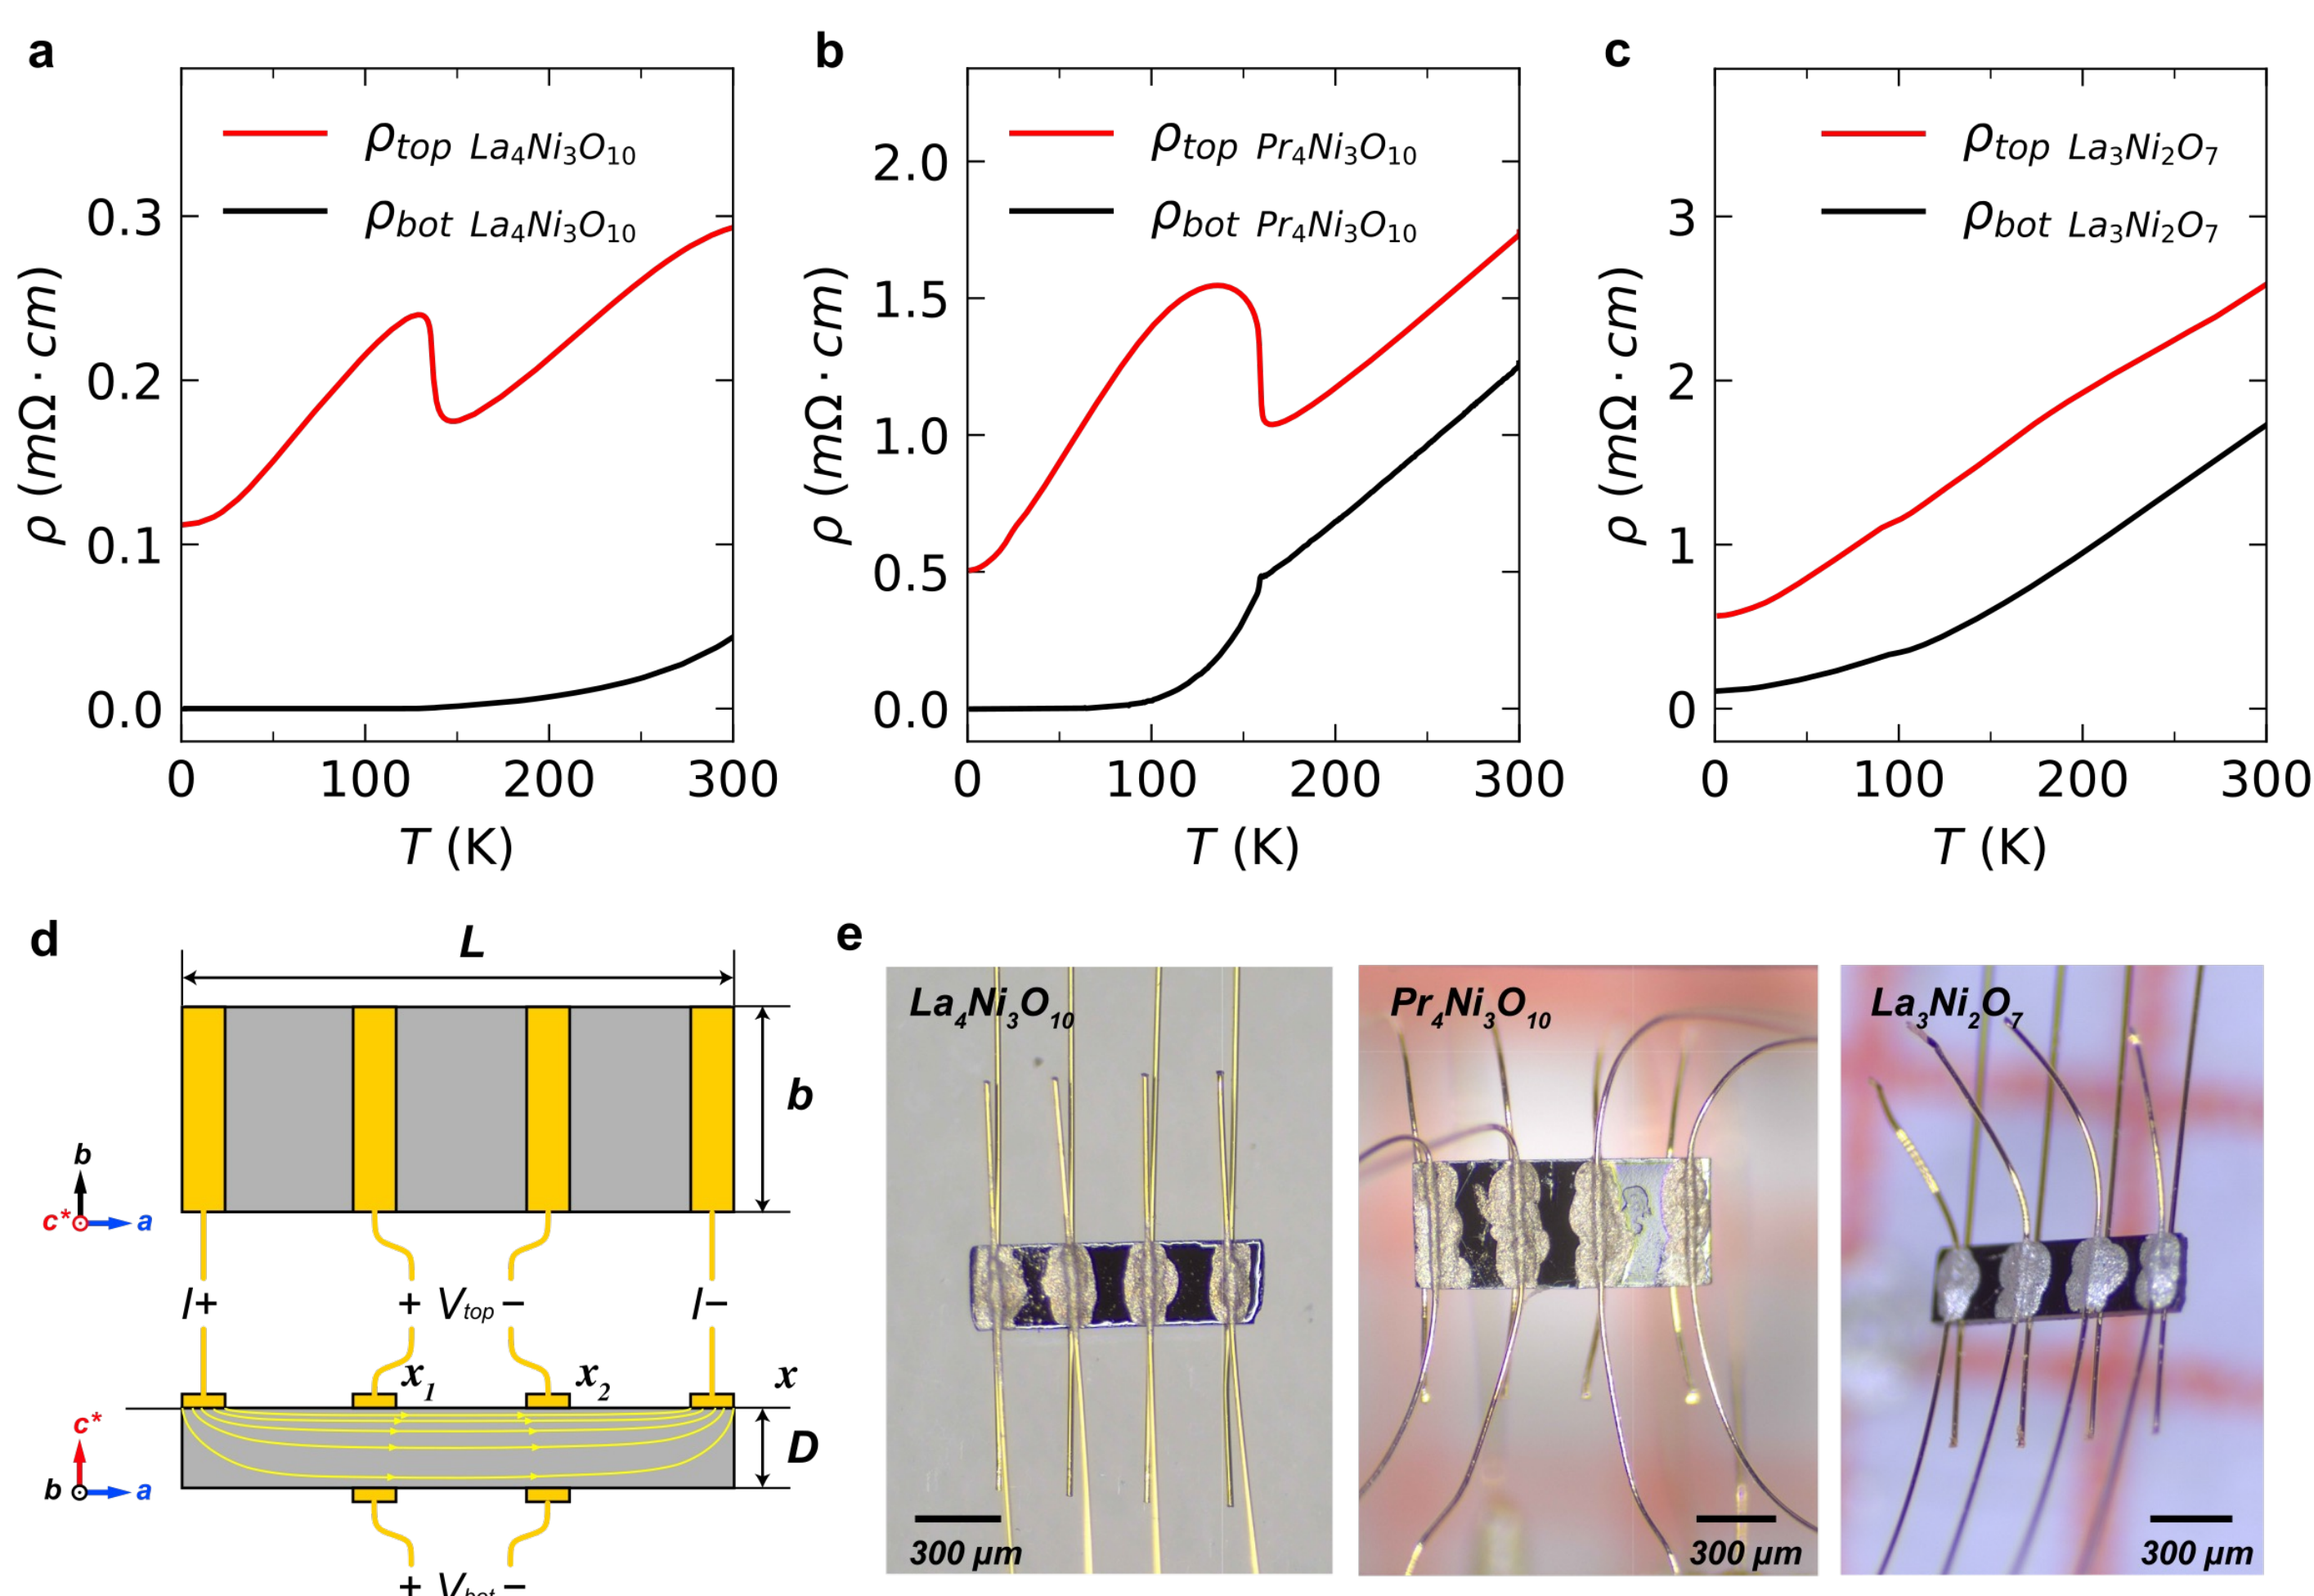 a
ρtop La4Ni3O10
ρbot La4Ni3O10
0.3
0.2
0.1
0.0
ρ (mΩ · cm)
0 100 200 300
T (K)
b
ρtop Pr4Ni3O10
ρbot Pr4Ni3O10
2.0
1.5
1.0
0.5
0.0
ρ (mΩ · cm)
0 100 200 300
T (K)
c
ρtop La3Ni2O7
ρbot La3Ni2O7
3
2
1
0
ρ (mΩ · cm)
0 100 200 300
T (K)
d
L
b
b
c* a
I+ + Vtop − I−
x1 x2 x
c*
D
b a
+ Vbot −
e
La4Ni3O10
300 μm
Pr4Ni3O10
300 μm
La3Ni2O7
300 μm